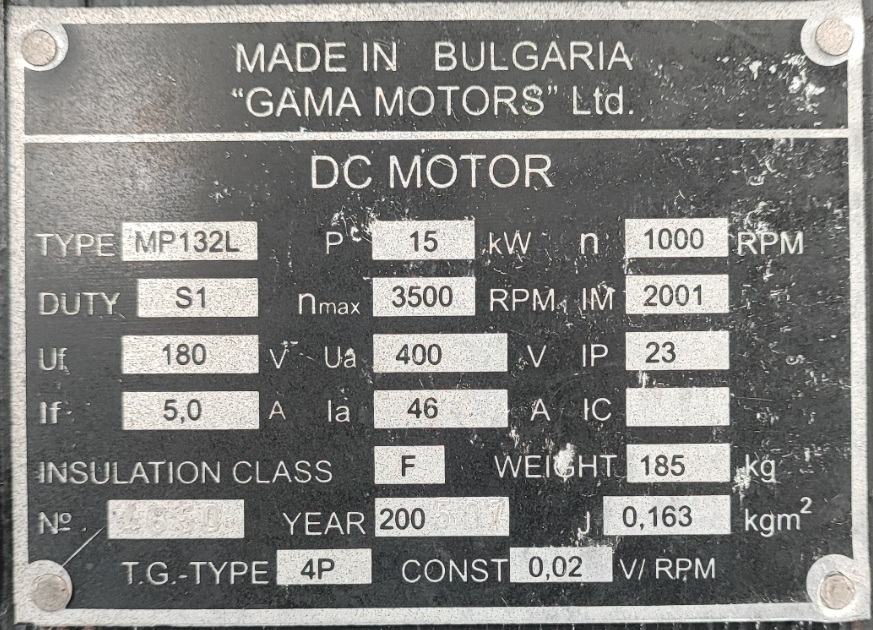 MADE IN BULGARIA
“GAMA MOTORS” Ltd.
DC MOTOR
TYPE MP132L P 15 kW n 1000 RPM
DUTY S1 nmax 3500 RPM IM 2001
Uf 180 V Ua 400 V IP 23
If 5,0 A Ia 46 A IC
INSULATION CLASS F WEIGHT 185 kg
Nº YEAR 200 J 0,163 kgm²
T.G.-TYPE 4P CONST 0,02 V/ RPM